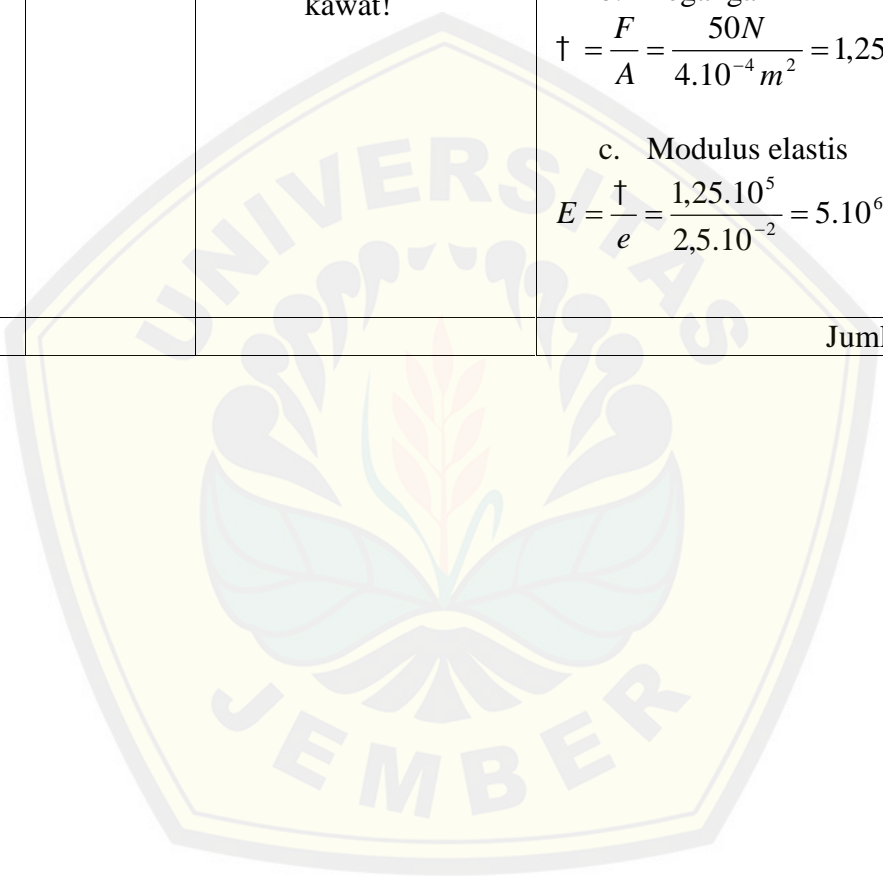 kawat!
† = F/A = 50N / 4.10⁻⁴ m² = 1,25
c. Modulus elastis
E = †/e = 1,25.10⁵ / 2,5.10⁻² = 5.10⁶
UNIVERSITAS
JEMBER